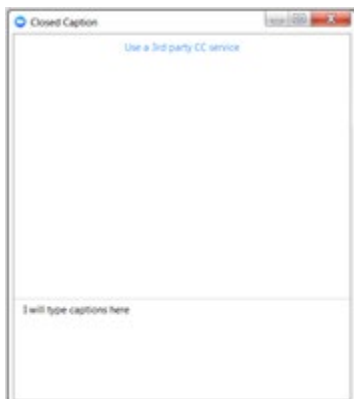 Closed Caption
Use a 3rd party CC service
I will type captions here